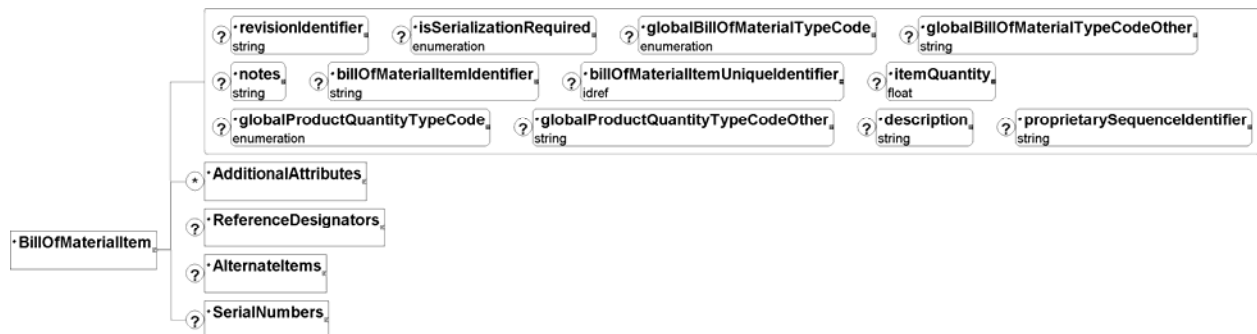 ? revisionIdentifier ? isSerializationRequired ? globalBillOfMaterialTypeCode ? globalBillOfMaterialTypeCodeOther
string enumeration enumeration string
? notes ? billOfMaterialItemIdentifier ? billOfMaterialItemUniqueIdentifier ? itemQuantity
string string idref float
? globalProductQuantityTypeCode ? globalProductQuantityTypeCodeOther ? description ? proprietarySequenceIdentifier
enumeration string string string
* AdditionalAttributes
? ReferenceDesignators
BillOfMaterialItem
? AlternateItems
? SerialNumbers